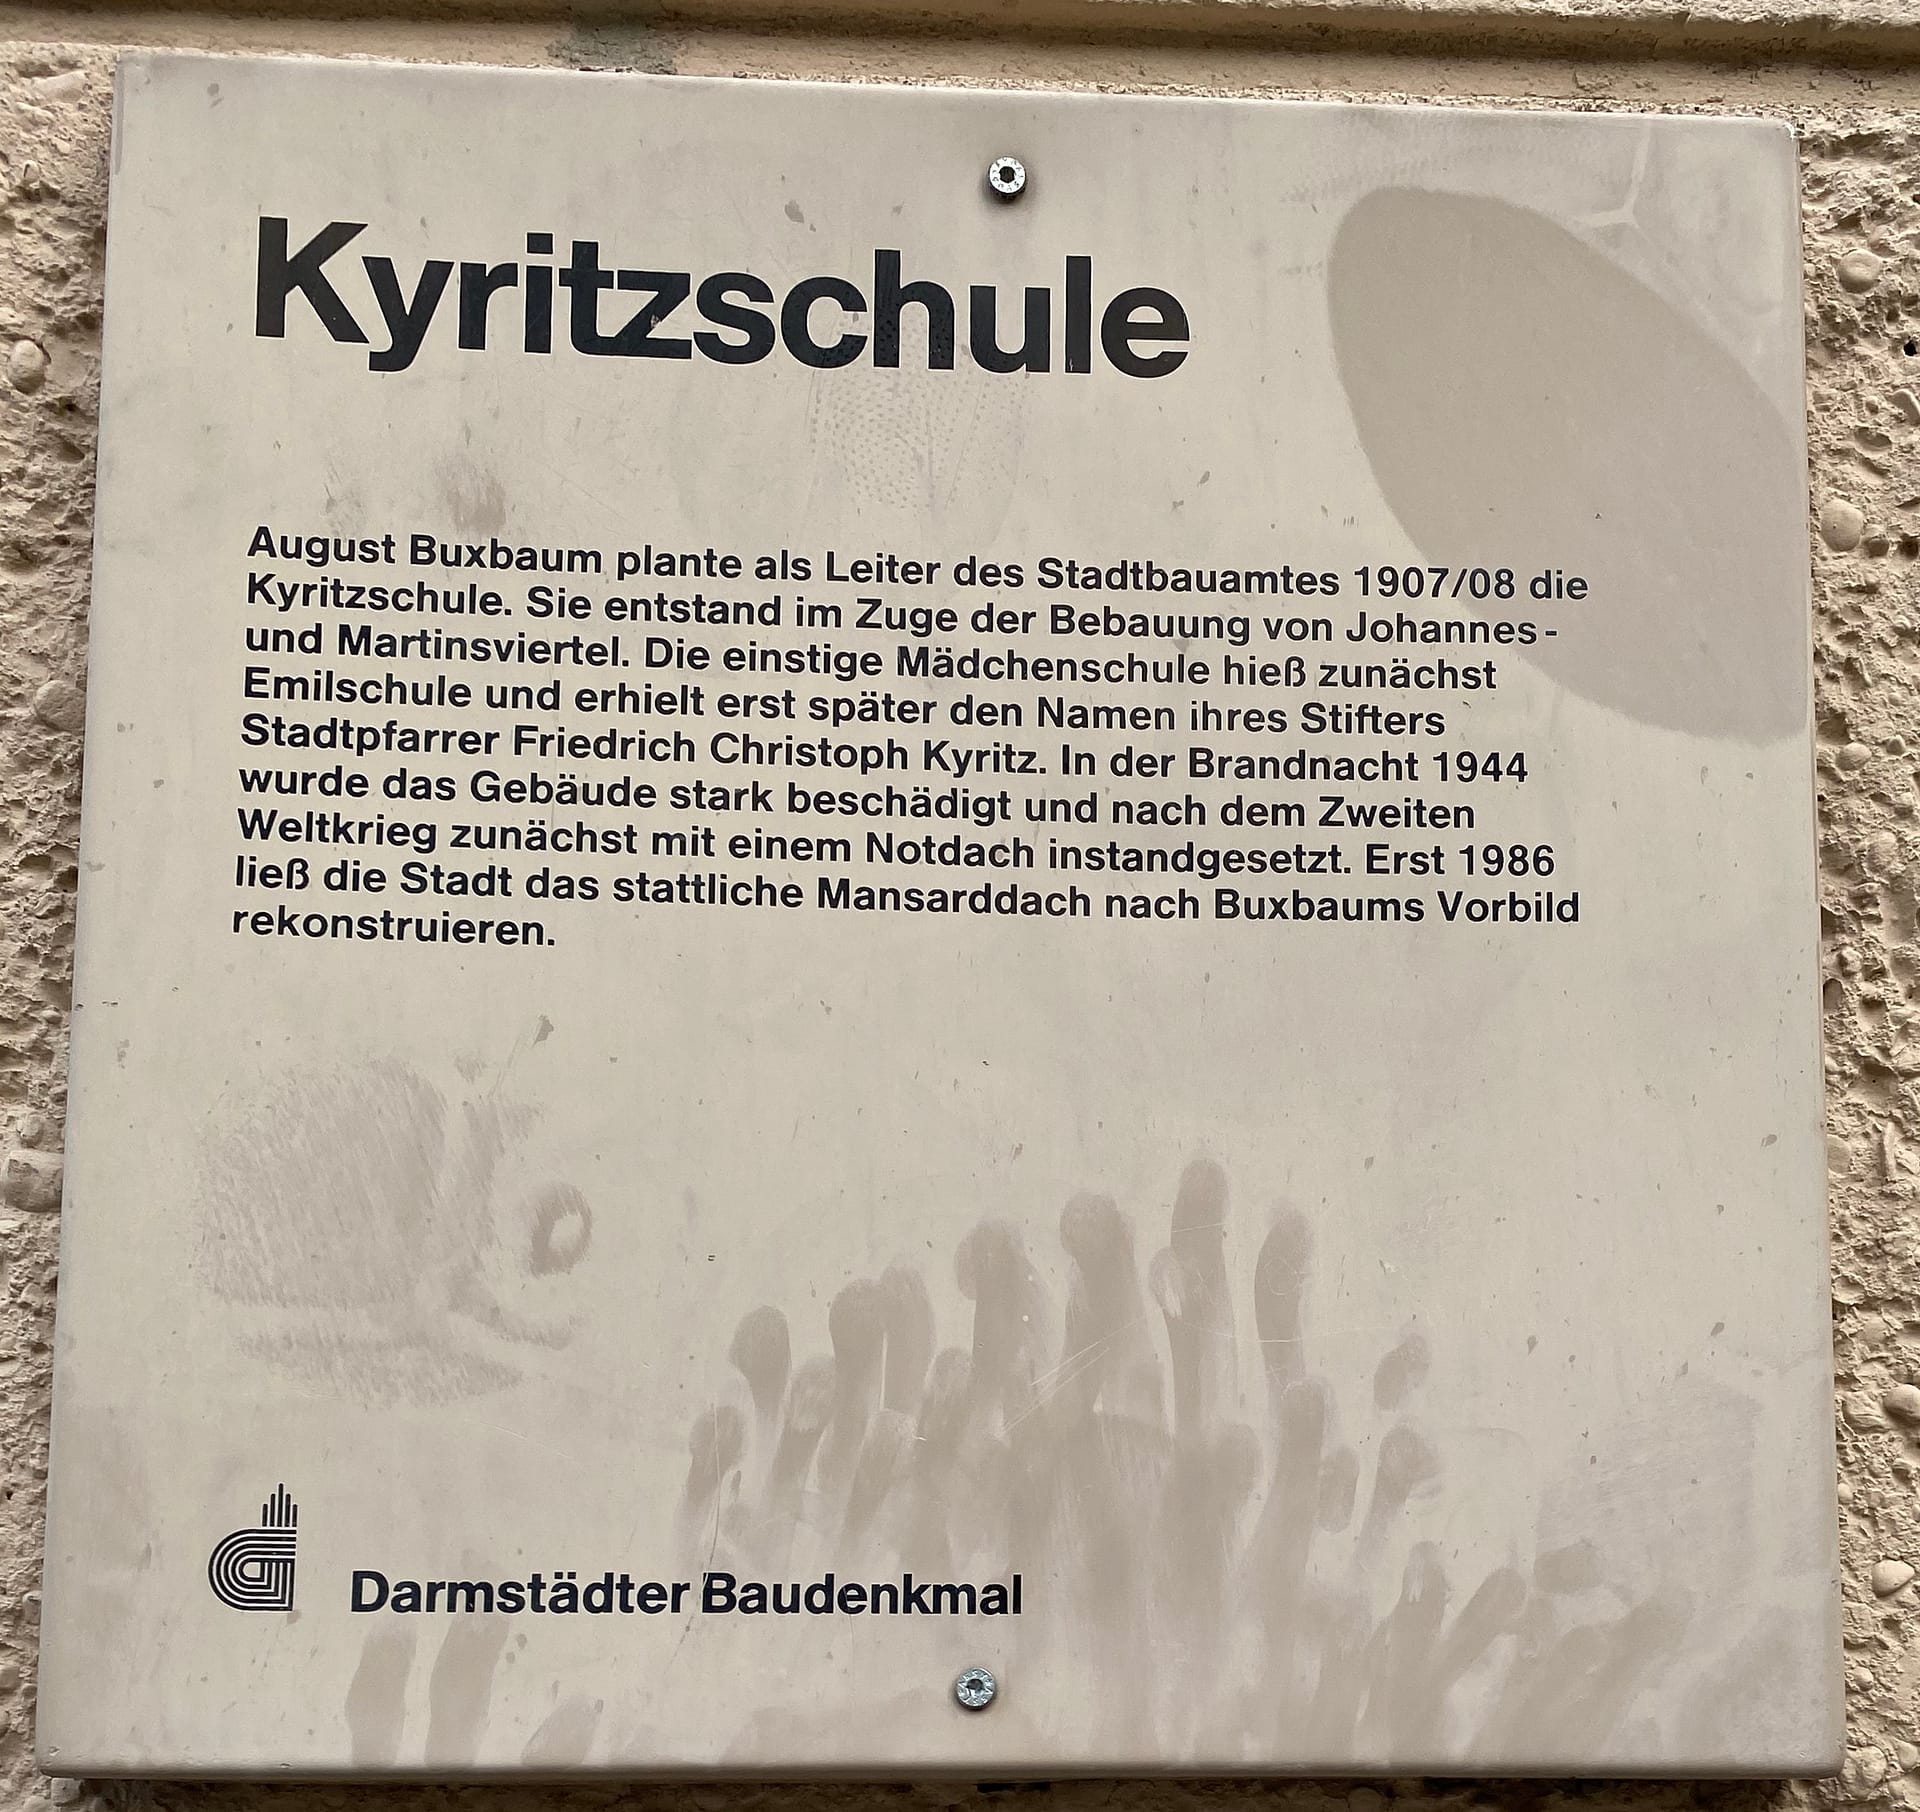 Kyritzschule
August Buxbaum plante als Leiter des Stadtbauamtes 1907/08 die
Kyritzschule. Sie entstand im Zuge der Bebauung von Johannes-
und Martinsviertel. Die einstige Mädchenschule hieß zunächst
Emilschule und erhielt erst später den Namen ihres Stifters
Stadtpfarrer Friedrich Christoph Kyritz. In der Brandnacht 1944
wurde das Gebäude stark beschädigt und nach dem Zweiten
Weltkrieg zunächst mit einem Notdach instandgesetzt. Erst 1986
ließ die Stadt das stattliche Mansarddach nach Buxbaums Vorbild
rekonstruieren.
Darmstädter Baudenkmal